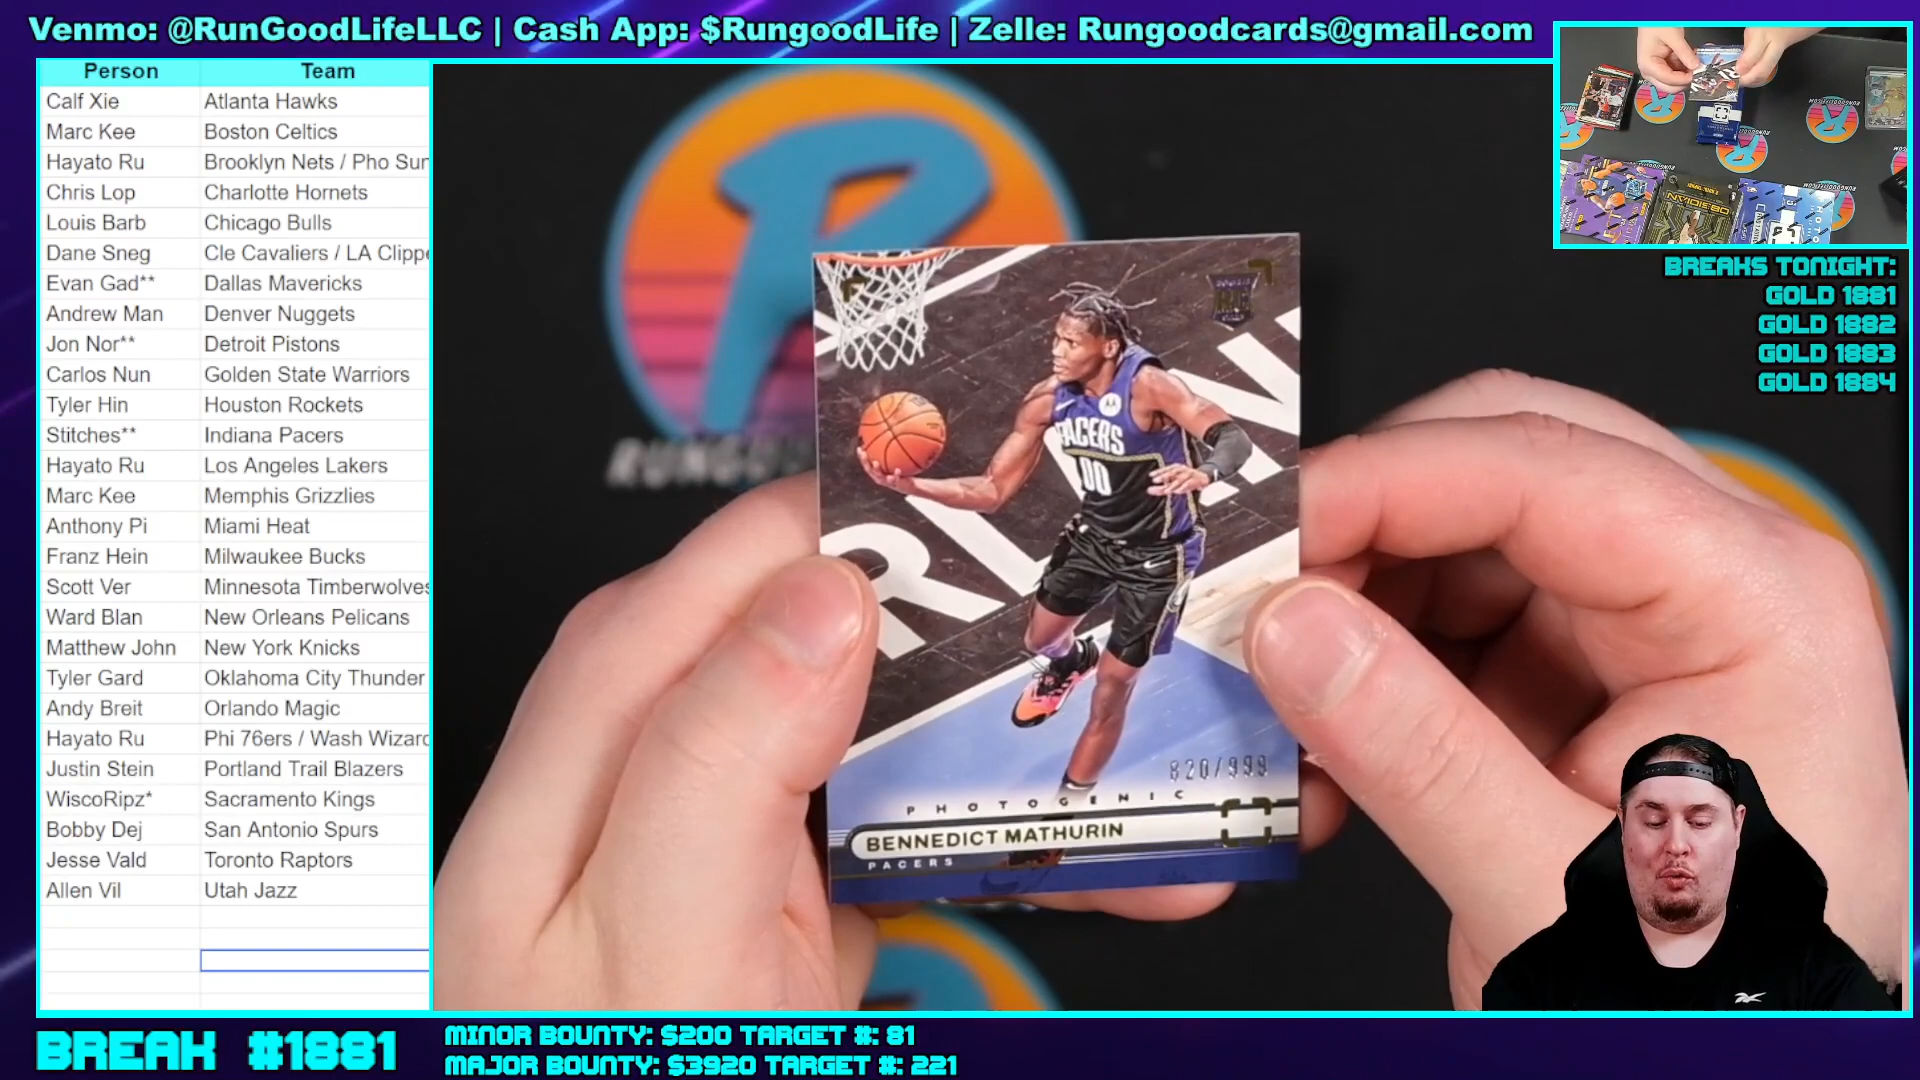 Venmo: @RunGoodLifeLLC | Cash App: $RungoodLife | Zelle: Rungoodcards@gmail.com
Person Team
Calf Xie Atlanta Hawks
Marc Kee Boston Celtics
Hayato Ru Brooklyn Nets / Pho Sun
Chris Lop Charlotte Hornets
Louis Barb Chicago Bulls
Dane Sneg Cle Cavaliers / LA Clippe
Evan Gad** Dallas Mavericks
Andrew Man Denver Nuggets
Jon Nor** Detroit Pistons
Carlos Nun Golden State Warriors
Tyler Hin Houston Rockets
Stitches** Indiana Pacers
Hayato Ru Los Angeles Lakers
Marc Kee Memphis Grizzlies
Anthony Pi Miami Heat
Franz Hein Milwaukee Bucks
Scott Ver Minnesota Timberwolves
Ward Blan New Orleans Pelicans
Matthew John New York Knicks
Tyler Gard Oklahoma City Thunder
Andy Breit Orlando Magic
Hayato Ru Phi 76ers / Wash Wizard
Justin Stein Portland Trail Blazers
WiscoRipz* Sacramento Kings
Bobby Dej San Antonio Spurs
Jesse Vald Toronto Raptors
Allen Vil Utah Jazz
RC
PACERS
00
820/999
PHOTOGENIC
BENNEDICT MATHURIN
PACERS
OBSIDIAN
BREAKS TONIGHT:
GOLD 1881
GOLD 1882
GOLD 1883
GOLD 1884
BREAK #1881
MINOR BOUNTY: $200 TARGET #: 81
MAJOR BOUNTY: $3920 TARGET #: 221